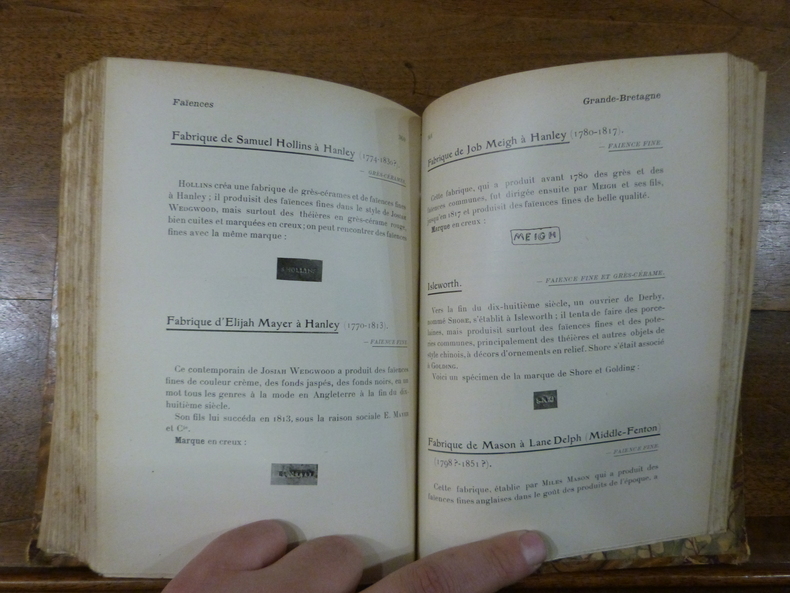 Faïences
Fabrique de Samuel Hollins à Hanley (1774-1830?).
— GRÈS-CÉRAMES
HOLLINS créa une fabrique de grès-cérames et de faïences fines
à Hanley ; il produisit des faïences fines dans le style de JOSIAH
WEDGWOOD, mais surtout des théières en grès-cérame rouge,
bien cuites et marquées en creux ; on peut rencontrer des faïences
fines avec la même marque :
S. HOLLINS
Fabrique d'Elijah Mayer à Hanley (1770-1813).
— FAIENCE FINE
Ce contemporain de JOSIAH WEDGWOOD a produit des faïences
fines de couleur crème, des fonds jaspés, des fonds noirs, en un
mot tous les genres à la mode en Angleterre à la fin du dix-
huitième siècle.
Son fils lui succéda en 1813, sous la raison sociale E. MAYER
et Cie.
Marque en creux :
Grande-Bretagne
Fabrique de Job Meigh à Hanley (1780-1817).
— FAIENCE FINE
Cette fabrique, qui a produit avant 1780 des grès et des
faïences communes, fut dirigée ensuite par MEIGH et ses fils,
jusqu'en 1817 et produisit des faïences fines de belle qualité.
Marque en creux :
MEIGH
Isleworth.
— FAIENCE FINE ET GRÈS-CÉRAME.
Vers la fin du dix-huitième siècle, un ouvrier de Derby,
nommé SHORE, s'établit à Isleworth ; il tenta de faire des porce-
laines, mais produisit surtout des faïences fines et des pote-
ries communes, principalement des théières et autres objets de
style chinois, à décors d'ornements en relief. Shore s'était associé
à GOLDING.
Voici un spécimen de la marque de Shore et Golding :
Fabrique de Mason à Lane Delph (Middle-Fenton)
(1798?-1851?).
— FAIENCE FINE
Cette fabrique, établie par MILES MASON qui a produit des
faïences fines anglaises dans le goût des produits de l'époque, a